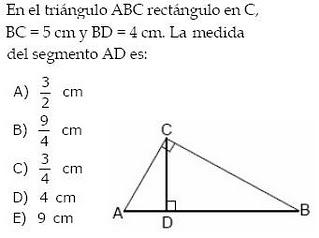 En el triángulo ABC rectángulo en C,
BC = 5 cm y BD = 4 cm. La medida
del segmento AD es:
A) 3/2 cm
B) 9/4 cm
C) 3/4 cm
D) 4 cm
E) 9 cm
C
A
B
D